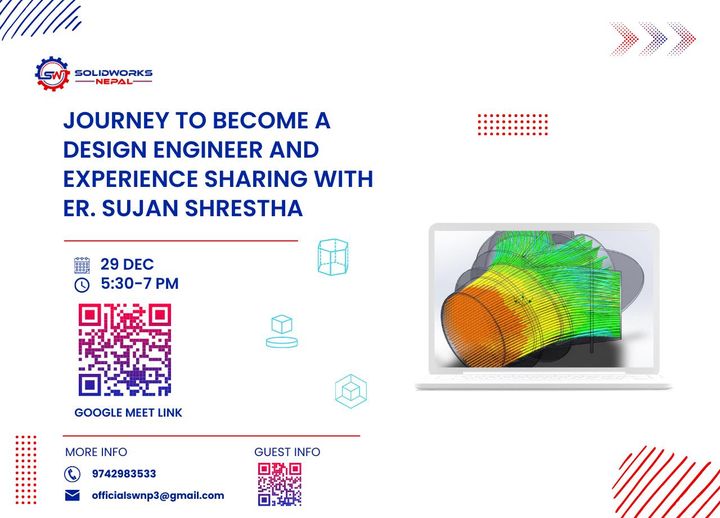 SW
SOLIDWORKS
NEPAL
JOURNEY TO BECOME A
DESIGN ENGINEER AND
EXPERIENCE SHARING WITH
ER. SUJAN SHRESTHA
29 DEC
5:30-7 PM
GOOGLE MEET LINK
MORE INFO
9742983533
officialswnp3@gmail.com
GUEST INFO